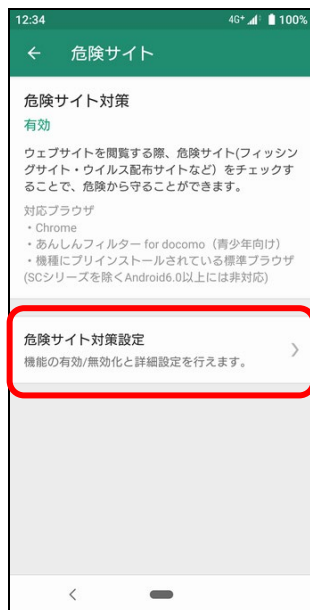 12:34
4G+ 100%
危険サイト
危険サイト対策
有効
ウェブサイトを閲覧する際、危険サイト(フィッシン
グサイト・ウイルス配布サイトなど）をチェックす
ることで、危険から守ることができます。
対応ブラウザ
・Chrome
・あんしんフィルター for docomo（青少年向け）
・機種にプリインストールされている標準ブラウザ
(SCシリーズを除くAndroid6.0以上には非対応)
危険サイト対策設定
機能の有効/無効化と詳細設定を行えます。